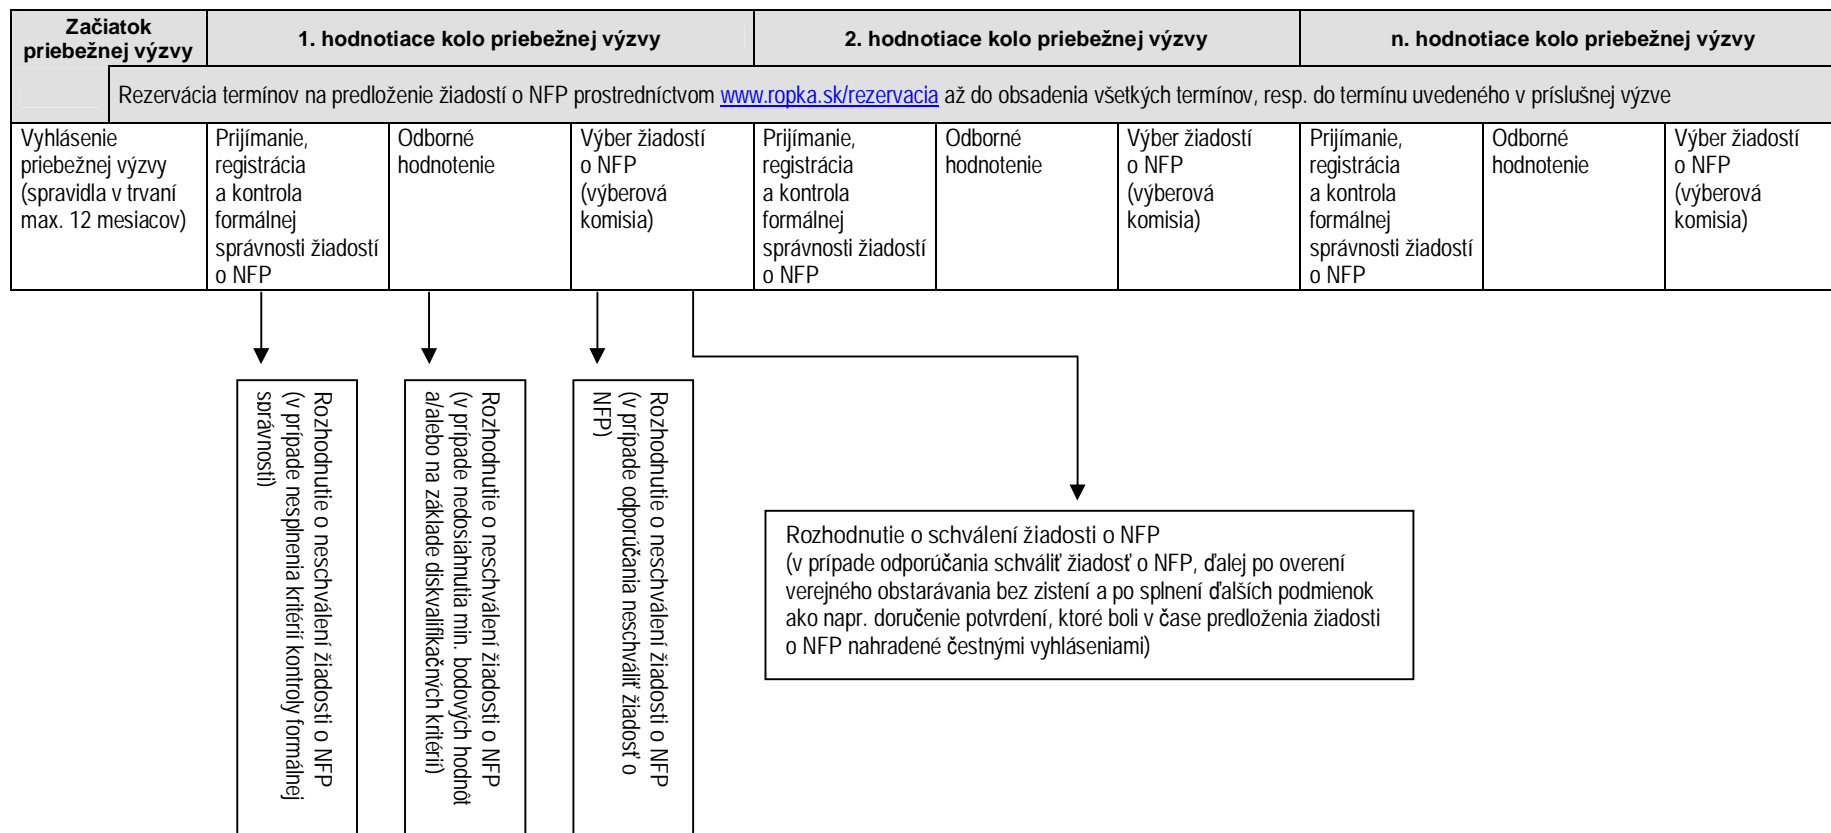 Začiatok
priebežnej výzvy
1. hodnotiace kolo priebežnej výzvy
2. hodnotiace kolo priebežnej výzvy
n. hodnotiace kolo priebežnej výzvy
Rezervácia termínov na predloženie žiadostí o NFP prostredníctvom www.ropka.sk/rezervacia až do obsadenia všetkých termínov, resp. do termínu uvedeného v príslušnej výzve
Vyhlásenie
priebežnej výzvy
(spravidla v trvaní
max. 12 mesiacov)
Prijímanie,
registrácia
a kontrola
formálnej
správnosti žiadostí
o NFP
Odborné
hodnotenie
Výber žiadostí
o NFP
(výberová
komisia)
Prijímanie,
registrácia
a kontrola
formálnej
správnosti žiadostí
o NFP
Odborné
hodnotenie
Výber žiadostí
o NFP
(výberová
komisia)
Prijímanie,
registrácia
a kontrola
formálnej
správnosti žiadostí
o NFP
Odborné
hodnotenie
Výber žiadostí
o NFP
(výberová
komisia)
Rozhodnutie o neschválení žiadosti o NFP
(v prípade nesplnenia kritérií kontroly formálnej
správnosti)
Rozhodnutie o neschválení žiadosti o NFP
(v prípade nedosiahnutia min. bodových hodnôt
a/alebo na základe diskvalifikačných kritérií)
Rozhodnutie o neschválení žiadosti o NFP
(v prípade odporúčania neschváliť žiadosť o
NFP)
Rozhodnutie o schválení žiadosti o NFP
(v prípade odporúčania schváliť žiadosť o NFP, ďalej po overení
verejného obstarávania bez zistení a po splnení ďalších podmienok
ako napr. doručenie potvrdení, ktoré boli v čase predloženia žiadosti
o NFP nahradené čestnými vyhláseniami)